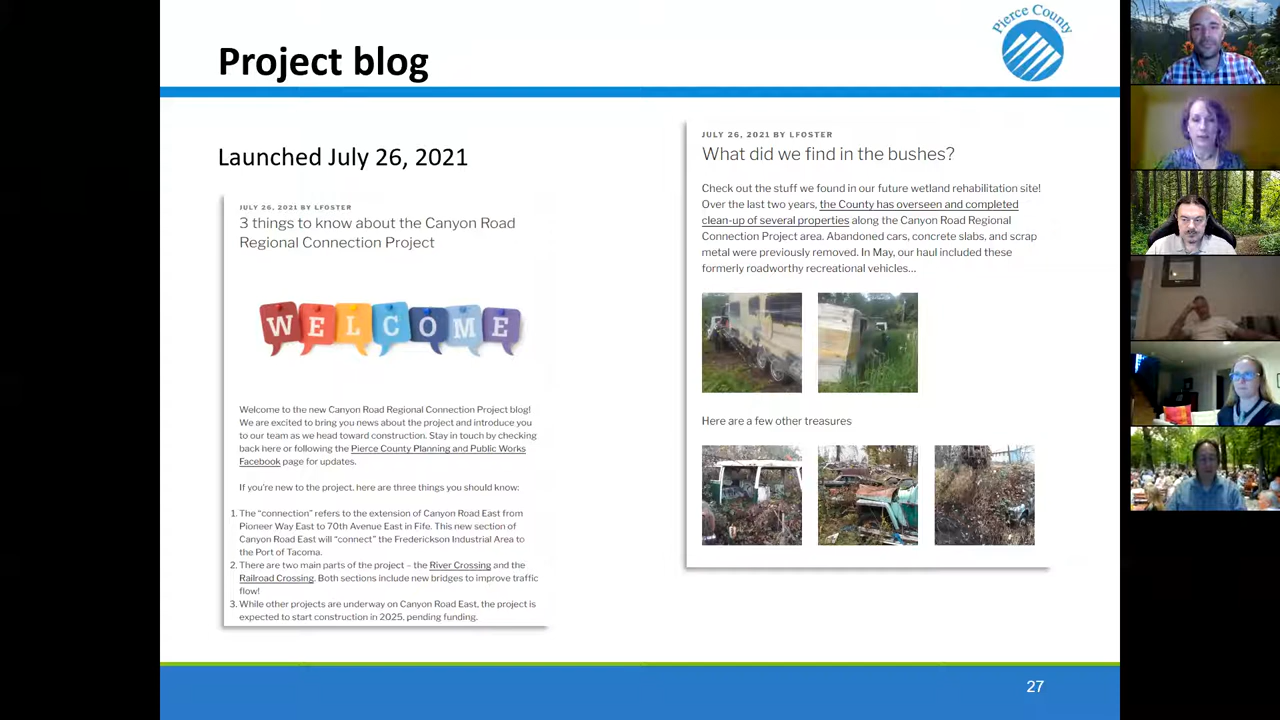 Project blog
Pierce County
Launched July 26, 2021
JULY 26, 2021 BY LFOSTER
3 things to know about the Canyon Road
Regional Connection Project
WELCOME
Welcome to the new Canyon Road Regional Connection Project blog!
We are excited to bring you news about the project and introduce you
to our team as we head toward construction. Stay in touch by checking
back here or following the Pierce County Planning and Public Works
Facebook page for updates.
If you're new to the project, here are three things you should know:
1. The “connection” refers to the extension of Canyon Road East from
Pioneer Way East to 70th Avenue East in Fife. This new section of
Canyon Road East will “connect” the Frederickson Industrial Area to
the Port of Tacoma.
2. There are two main parts of the project – the River Crossing and the
Railroad Crossing. Both sections include new bridges to improve traffic
flow!
3. While other projects are underway on Canyon Road East, the project is
expected to start construction in 2025, pending funding.
JULY 26, 2021 BY LFOSTER
What did we find in the bushes?
Check out the stuff we found in our future wetland rehabilitation site!
Over the last two years, the County has overseen and completed
clean-up of several properties along the Canyon Road Regional
Connection Project area. Abandoned cars, concrete slabs, and scrap
metal were previously removed. In May, our haul included these
formerly roadworthy recreational vehicles...
Here are a few other treasures
27